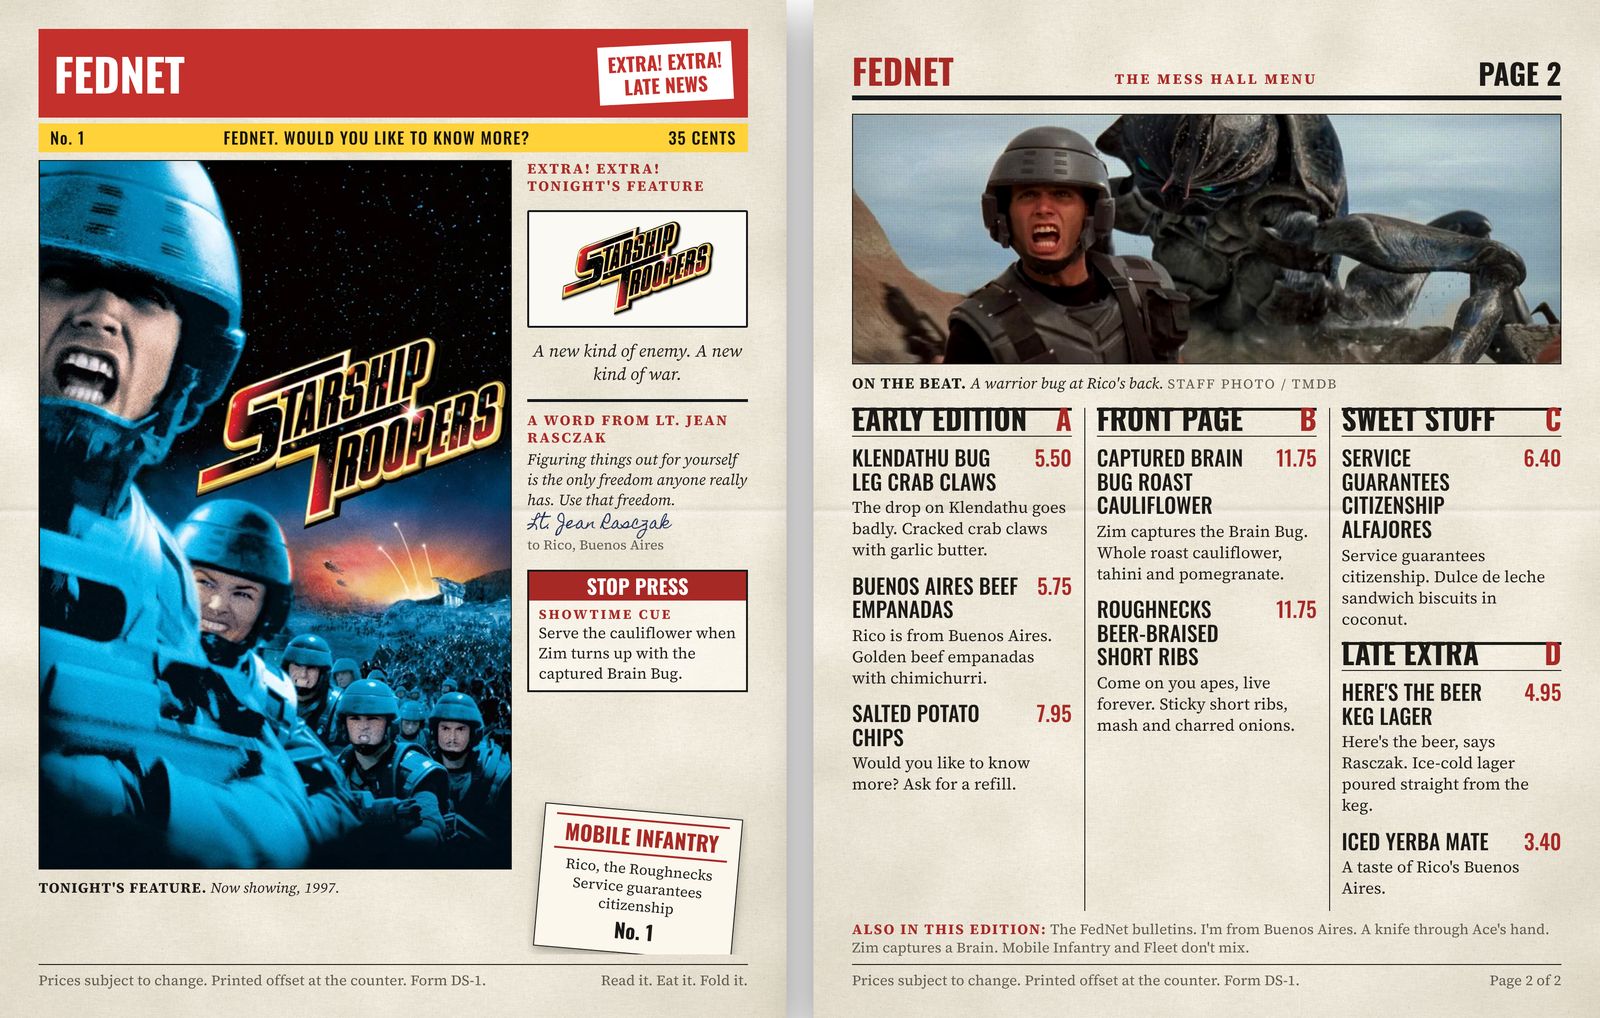 FEDNET
EXTRA! EXTRA!
LATE NEWS
No. 1
FEDNET. WOULD YOU LIKE TO KNOW MORE?
35 CENTS
STARSHIP
TROOPERS
TONIGHT'S FEATURE. Now showing, 1997.
EXTRA! EXTRA!
TONIGHT'S FEATURE
STARSHIP
TROOPERS
A new kind of enemy. A new
kind of war.
A WORD FROM LT. JEAN
RASCZAK
Figuring things out for yourself
is the only freedom anyone really
has. Use that freedom.
Lt. Jean Rasczak
to Rico, Buenos Aires
STOP PRESS
SHOWTIME CUE
Serve the cauliflower when
Zim turns up with the
captured Brain Bug.
MOBILE INFANTRY
Rico, the Roughnecks
Service guarantees
citizenship
No. 1
Prices subject to change. Printed offset at the counter. Form DS-1.
Read it. Eat it. Fold it.
FEDNET
THE MESS HALL MENU
PAGE 2
ON THE BEAT. A warrior bug at Rico's back. STAFF PHOTO / TMDB
EARLY EDITION A
KLENDATHU BUG 5.50
LEG CRAB CLAWS
The drop on Klendathu goes
badly. Cracked crab claws
with garlic butter.
BUENOS AIRES BEEF 5.75
EMPANADAS
Rico is from Buenos Aires.
Golden beef empanadas
with chimichurri.
SALTED POTATO 7.95
CHIPS
Would you like to know
more? Ask for a refill.
FRONT PAGE B
CAPTURED BRAIN 11.75
BUG ROAST
CAULIFLOWER
Zim captures the Brain Bug.
Whole roast cauliflower,
tahini and pomegranate.
ROUGHNECKS 11.75
BEER-BRAISED
SHORT RIBS
Come on you apes, live
forever. Sticky short ribs,
mash and charred onions.
SWEET STUFF C
SERVICE 6.40
GUARANTEES
CITIZENSHIP
ALFAJORES
Service guarantees
citizenship. Dulce de leche
sandwich biscuits in
coconut.
LATE EXTRA D
HERE'S THE BEER 4.95
KEG LAGER
Here's the beer, says
Rasczak. Ice-cold lager
poured straight from the
keg.
ICED YERBA MATE 3.40
A taste of Rico's Buenos
Aires.
ALSO IN THIS EDITION: The FedNet bulletins. I'm from Buenos Aires. A knife through Ace's hand.
Zim captures a Brain. Mobile Infantry and Fleet don't mix.
Prices subject to change. Printed offset at the counter. Form DS-1.
Page 2 of 2